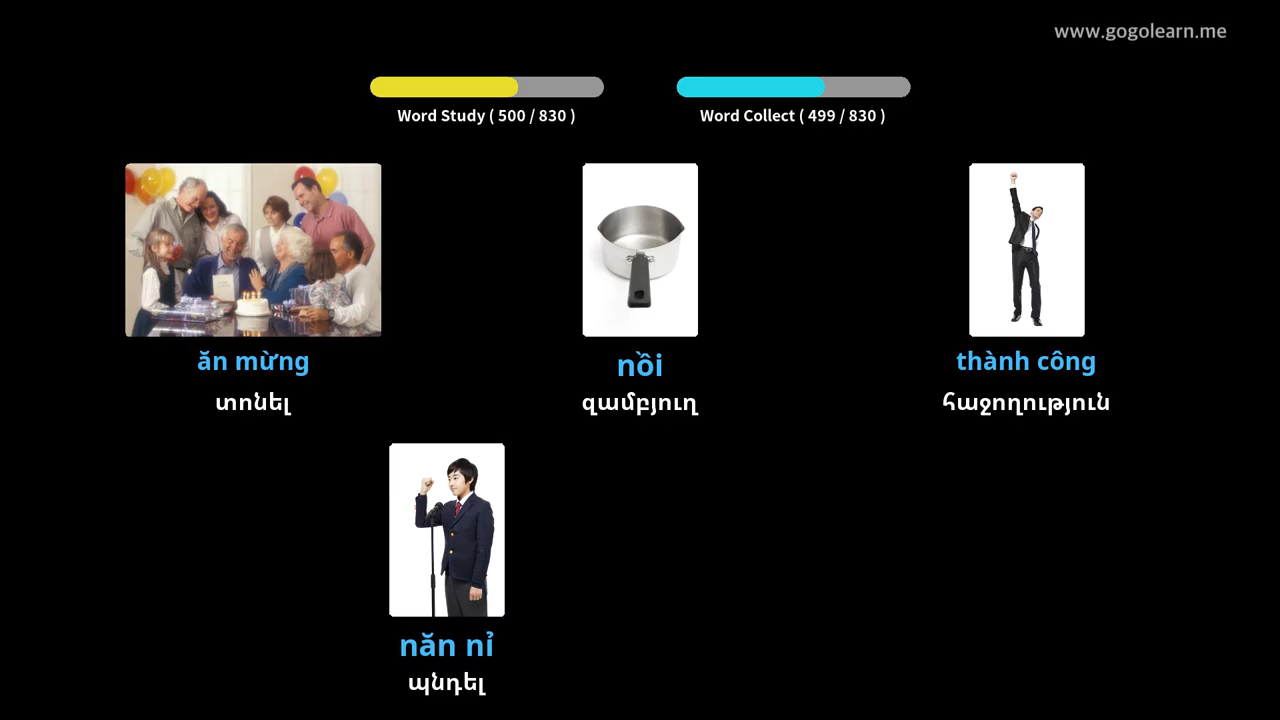 www.gogolearn.me
Word Study ( 500 / 830 )
Word Collect ( 499 / 830 )
ăn mừng
տոնել
nồi
զամբյուղ
thành công
հաջողություն
năn nỉ
պնդել